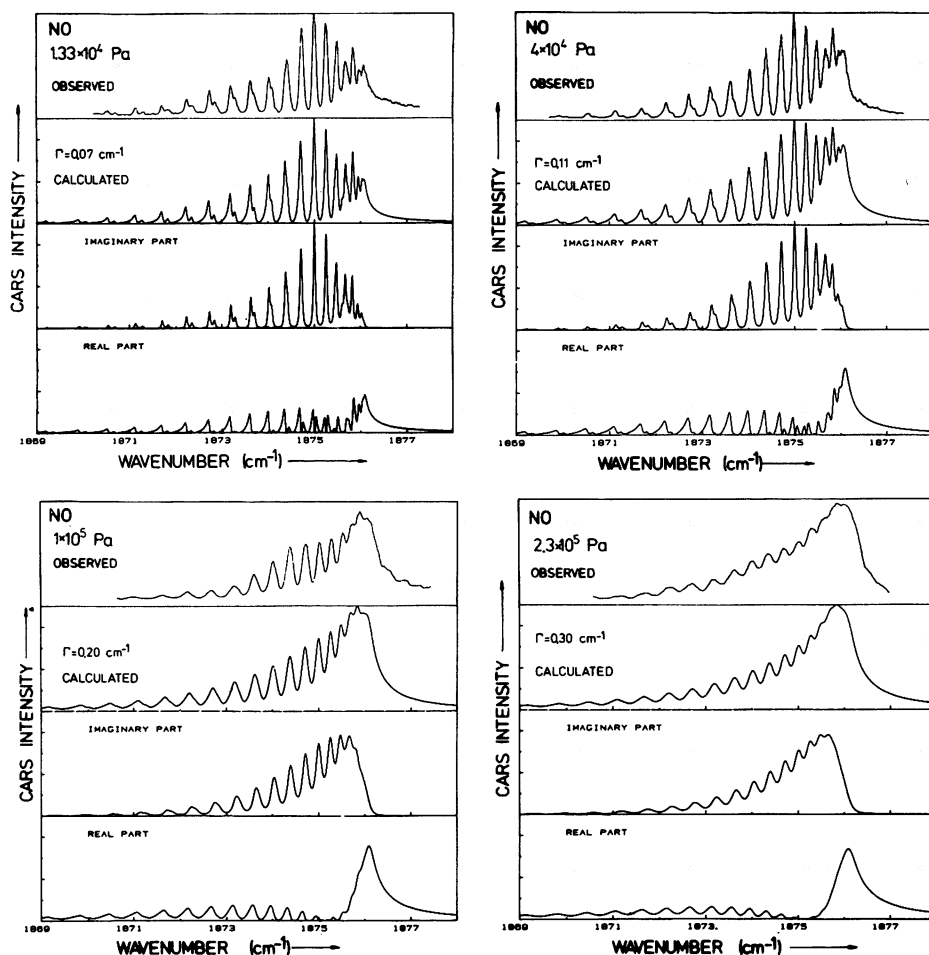 NO
1.33×10⁴ Pa
OBSERVED
Γ=0.07 cm⁻¹
CALCULATED
IMAGINARY PART
REAL PART
CARS INTENSITY
1869 1871 1873 1875 1877
WAVENUMBER (cm⁻¹)
NO
4×10⁴ Pa
OBSERVED
Γ=0.11 cm⁻¹
CALCULATED
IMAGINARY PART
REAL PART
CARS INTENSITY
1869 1871 1873 1875 1877
WAVENUMBER (cm⁻¹)
NO
1×10⁵ Pa
OBSERVED
Γ=0.20 cm⁻¹
CALCULATED
IMAGINARY PART
REAL PART
CARS INTENSITY
1869 1871 1873 1875 1877
WAVENUMBER (cm⁻¹)
NO
2.3×10⁵ Pa
OBSERVED
Γ=0.30 cm⁻¹
CALCULATED
IMAGINARY PART
REAL PART
CARS INTENSITY
1869 1871 1873 1875 1877
WAVENUMBER (cm⁻¹)